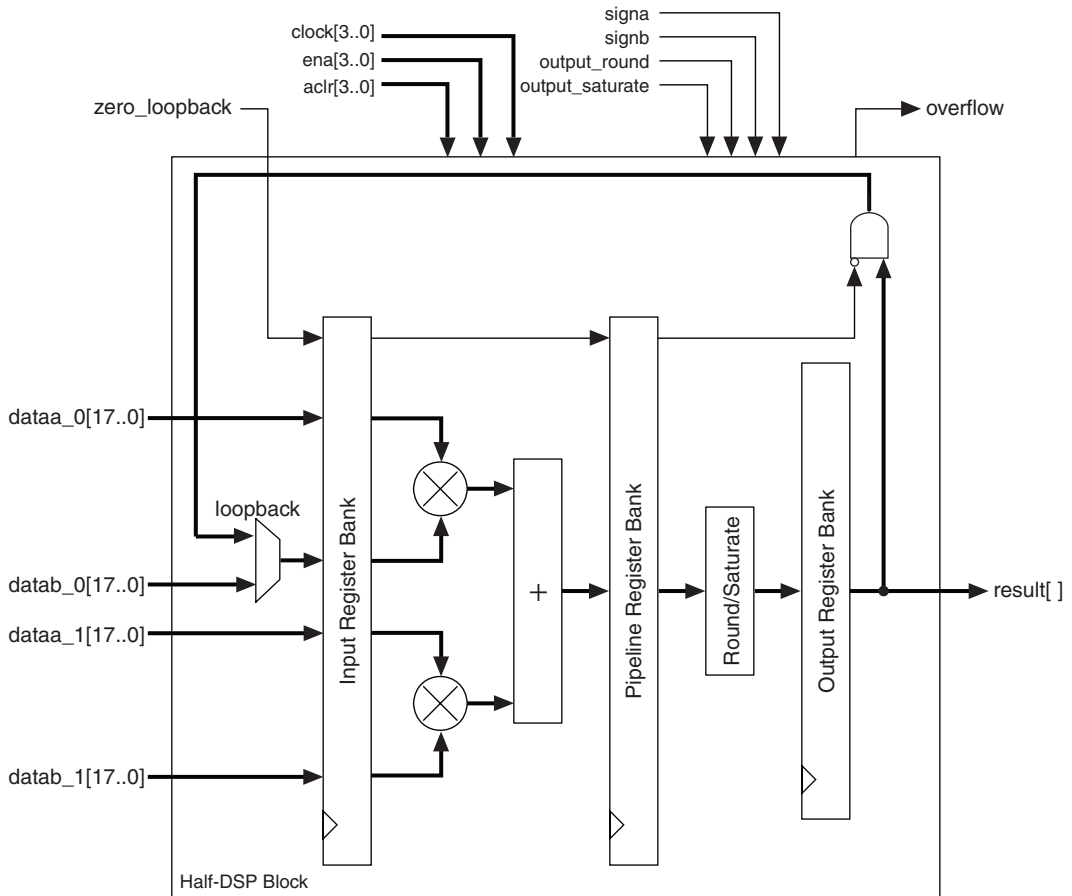 signa
clock[3..0]
signb
ena[3..0]
output_round
aclr[3..0]
output_saturate
zero_loopback
overflow
dataa_0[17..0]
loopback
datab_0[17..0]
dataa_1[17..0]
datab_1[17..0]
Input Register Bank
+
Pipeline Register Bank
Round/Saturate
Output Register Bank
result[ ]
Half-DSP Block